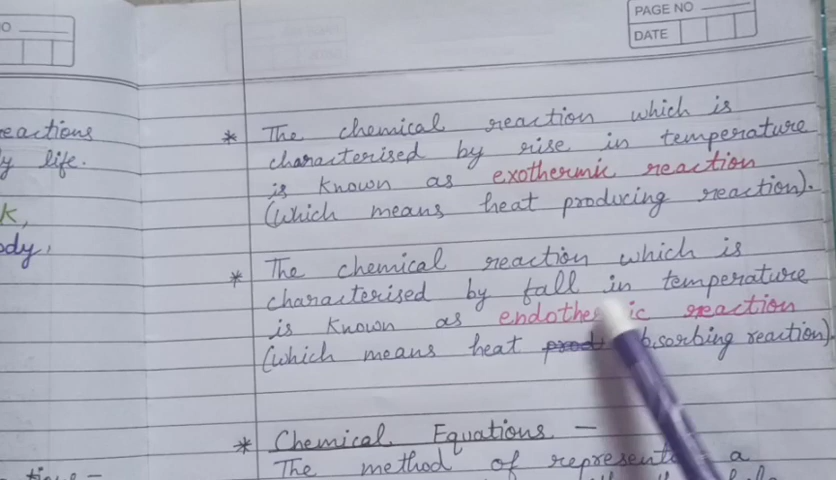 PAGE NO
DATE
O
eactions
y life.
K,
ody,
* The chemical reaction which is
characterised by rise in temperature
is known as exothermic reaction
(which means heat producing reaction).
* The chemical reaction which is
characterised by fall in temperature
is known as endothe ic reaction
(which means heat bsorbing reaction).
* Chemical Equations -
The method of represent a